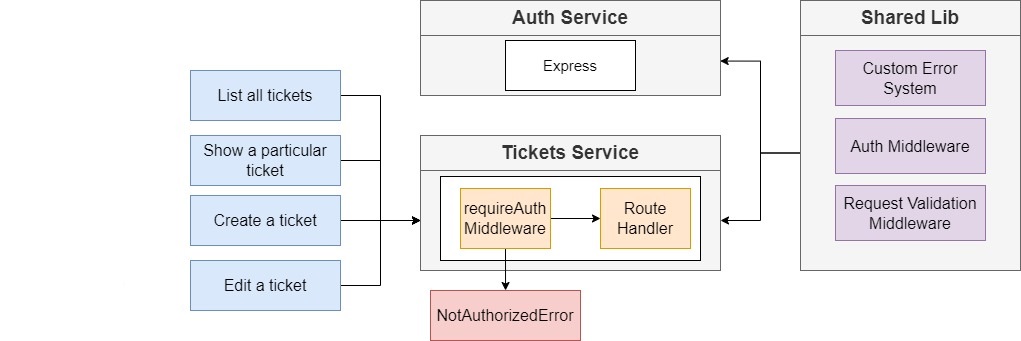 Auth Service
Express
Shared Lib
Custom Error
System
Auth Middleware
Request Validation
Middleware
List all tickets
Show a particular
ticket
Create a ticket
Edit a ticket
Tickets Service
requireAuth
Middleware
Route
Handler
NotAuthorizedError